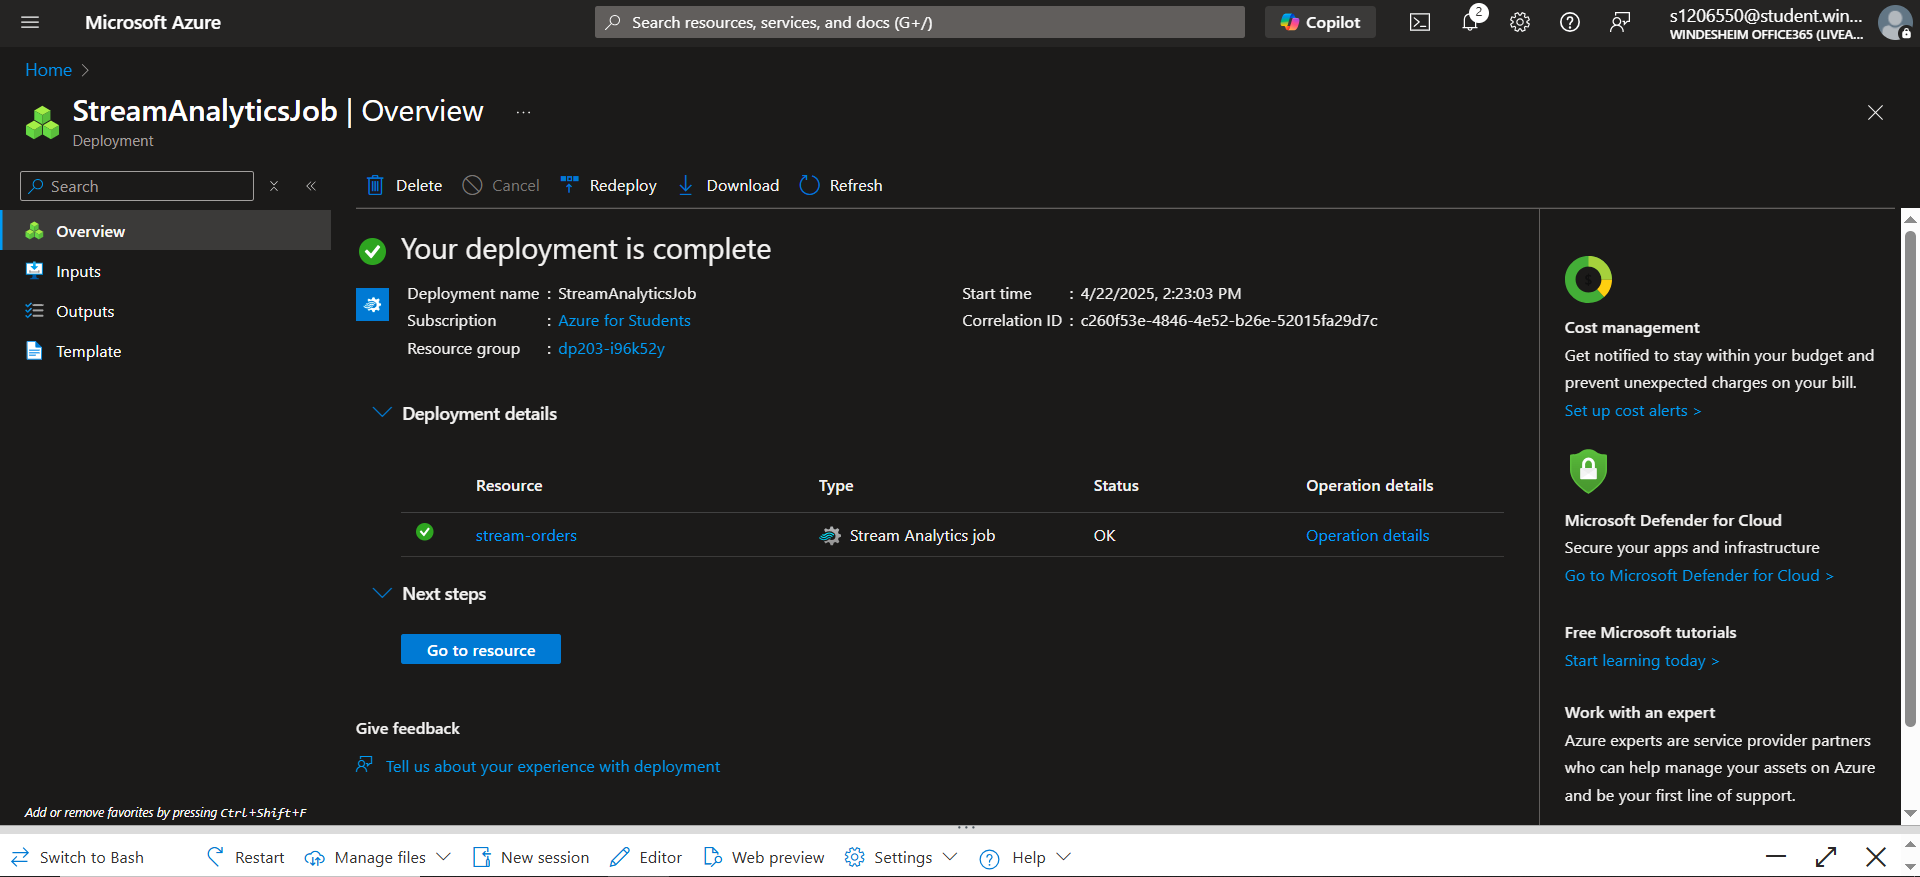 Microsoft Azure
Search resources, services, and docs (G+/)
Copilot
2
s1206550@student.win...
WINDESHEIM OFFICE365 (LIVEA...
Home
StreamAnalyticsJob | Overview ...
Deployment
Search
Delete
Cancel
Redeploy
Download
Refresh
Overview
Inputs
Outputs
Template
Your deployment is complete
Deployment name : StreamAnalyticsJob
Subscription : Azure for Students
Resource group : dp203-i96k52y
Start time : 4/22/2025, 2:23:03 PM
Correlation ID : c260f53e-4846-4e52-b26e-52015fa29d7c
Deployment details
Resource Type Status Operation details
stream-orders Stream Analytics job OK Operation details
Next steps
Go to resource
Give feedback
Tell us about your experience with deployment
Cost management
Get notified to stay within your budget and
prevent unexpected charges on your bill.
Set up cost alerts >
Microsoft Defender for Cloud
Secure your apps and infrastructure
Go to Microsoft Defender for Cloud >
Free Microsoft tutorials
Start learning today >
Work with an expert
Azure experts are service provider partners
who can help manage your assets on Azure
and be your first line of support.
Add or remove favorites by pressing Ctrl+Shift+F
Switch to Bash
Restart
Manage files
New session
Editor
Web preview
Settings
Help